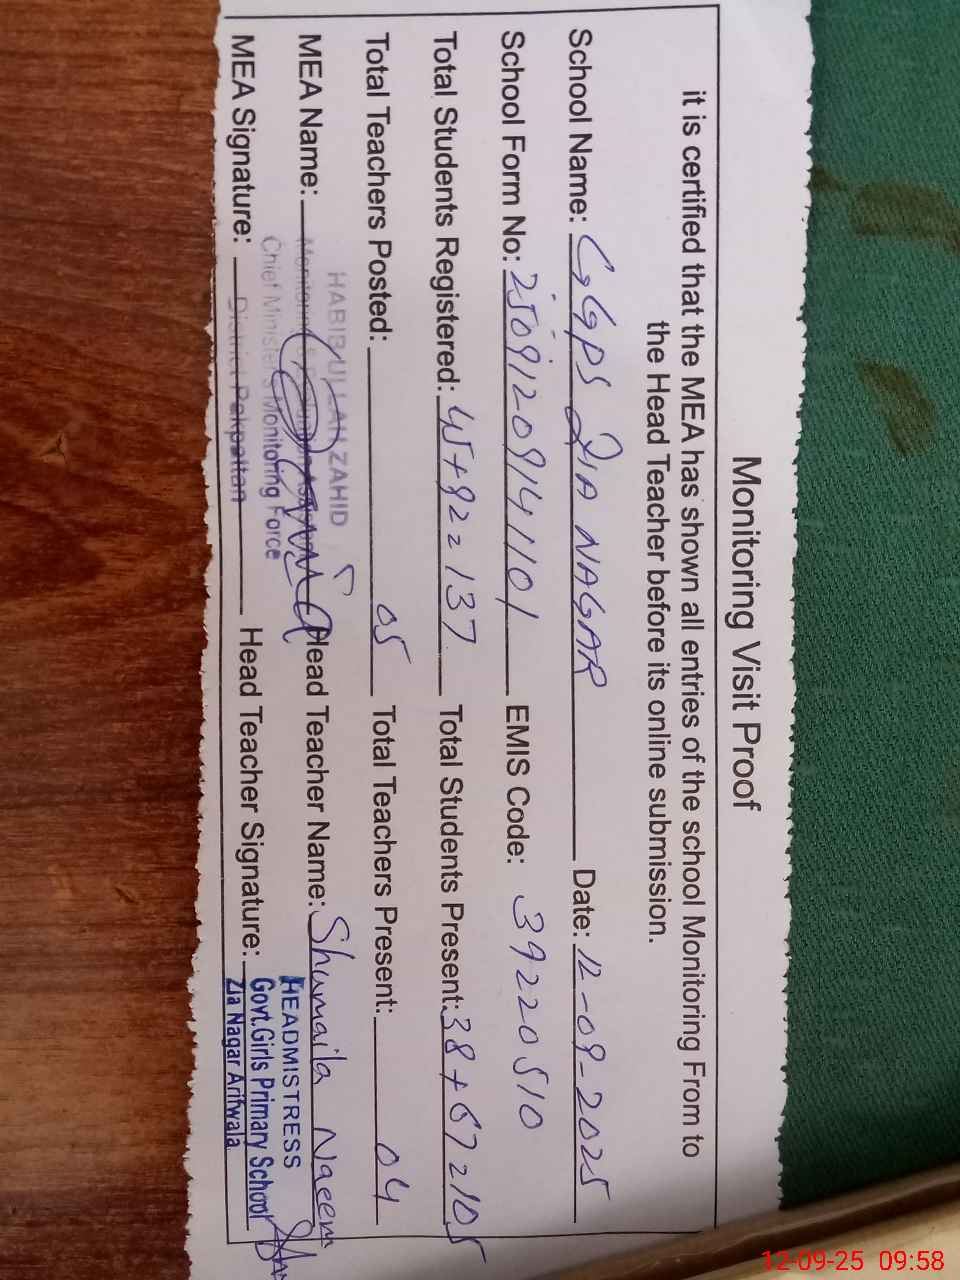 Monitoring Visit Proof
it is certified that the MEA has shown all entries of the school Monitoring From to
the Head Teacher before its online submission.
School Name: GGPS ZIA NAGAR Date: 12-09-2025
School Form No: 25091209141101 EMIS Code: 39220510
Total Students Registered: 45+92=137 Total Students Present: 38+67=105
Total Teachers Posted: 05 Total Teachers Present: 04
MEA Name: HABIB ULLAH ZAHID Head Teacher Name: Shumaila Naeem
Chief Minister's Monitoring Force
MEA Signature: District Pakpattan Head Teacher Signature:
HEADMISTRESS
Govt.Girls Primary School
Zia Nagar Arifwala
12-09-25 09:58